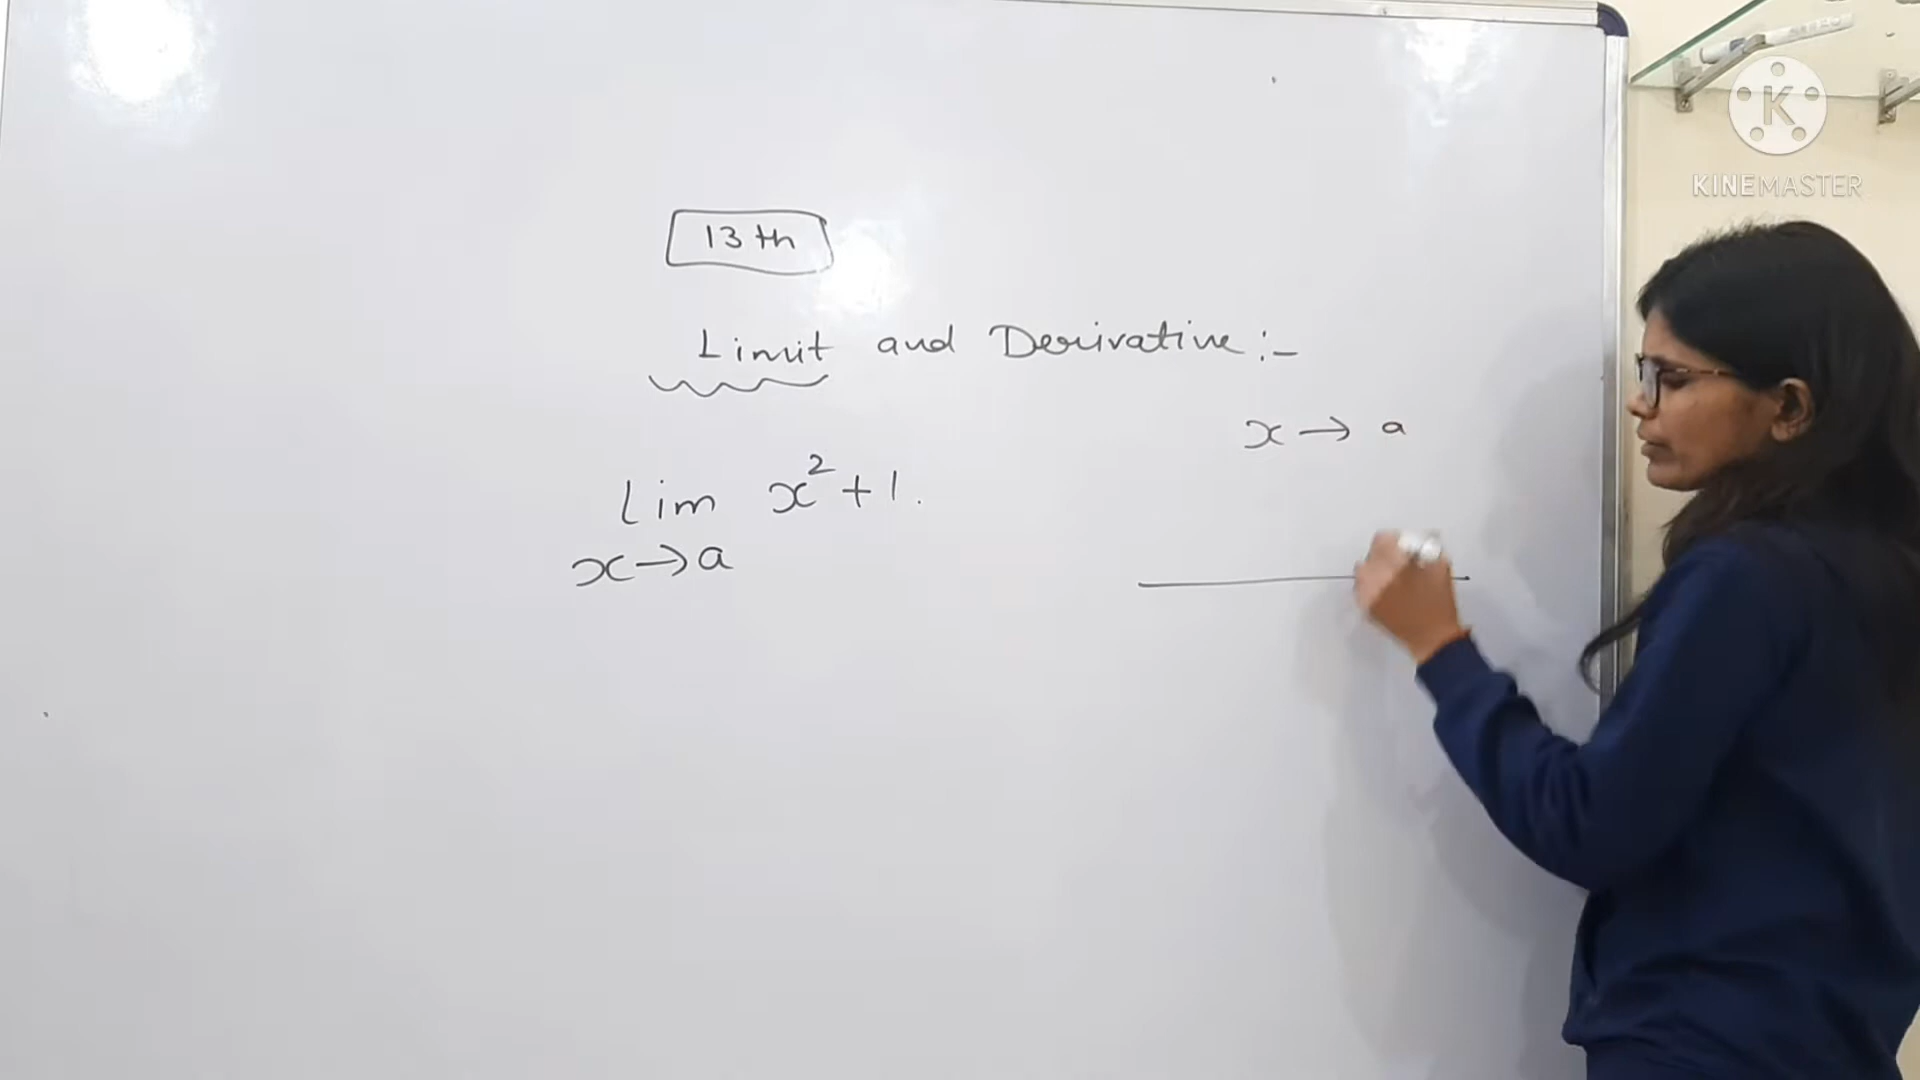 K
KINEMASTER
13th
Limit and Derivative :-
x → a
Lim x² + 1.
x → a